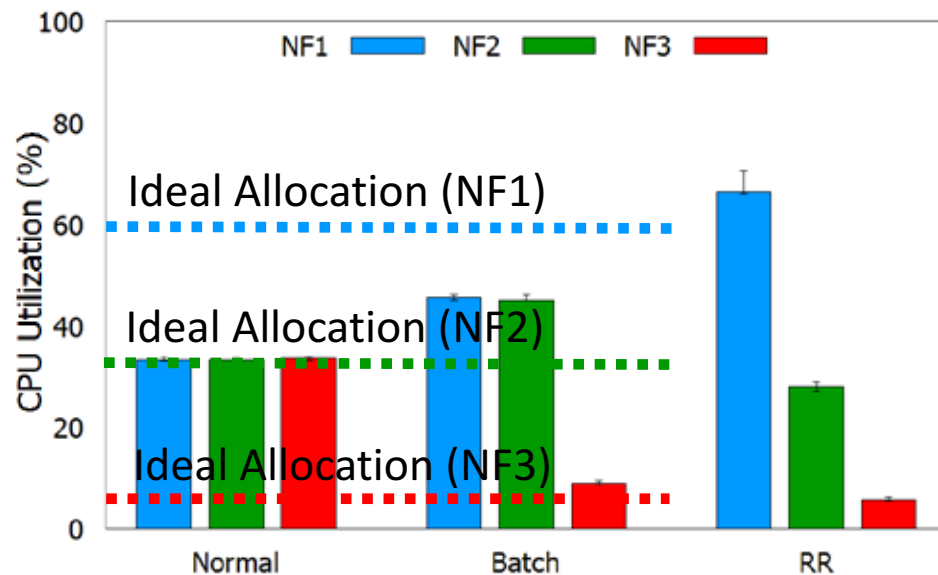 100
NF1 NF2 NF3
80
Ideal Allocation (NF1)
60
CPU Utilization (%)
40
Ideal Allocation (NF2)
20
Ideal Allocation (NF3)
0
Normal Batch RR